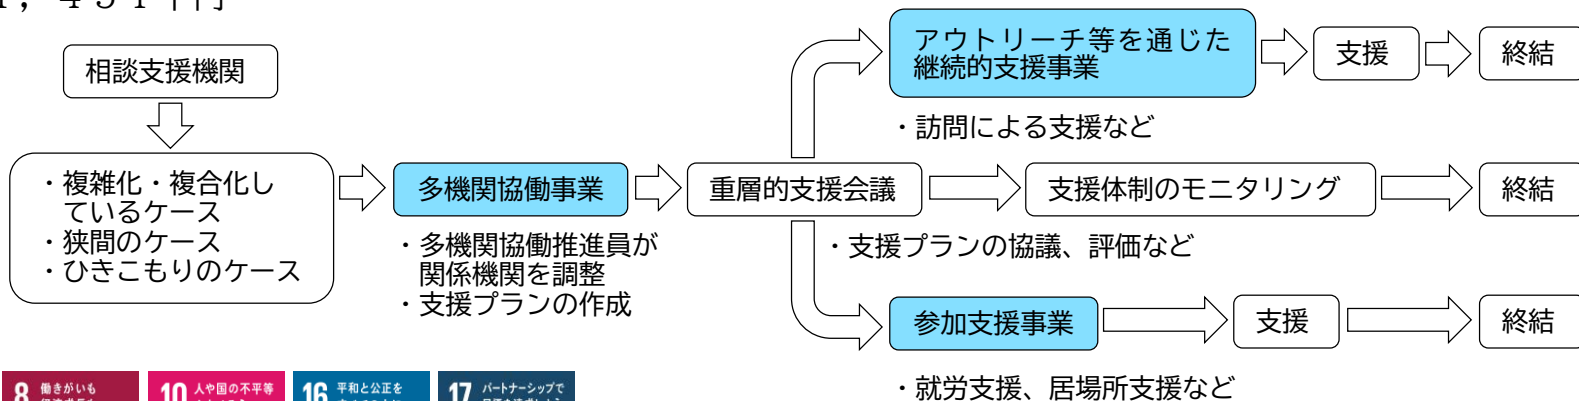 相談支援機関
・複雑化・複合化し
ているケース
・狭間のケース
・ひきこもりのケース
多機関協働事業
・多機関協働推進員が
関係機関を調整
・支援プランの作成
重層的支援会議
・支援プランの協議、評価など
アウトリーチ等を通じた
継続的支援事業
・訪問による支援など
支援
終結
支援体制のモニタリング
終結
参加支援事業
・就労支援、居場所支援など
支援
終結
8 働きがいも
10 人や国の不平等
16 平和と公正を
17 パートナーシップで